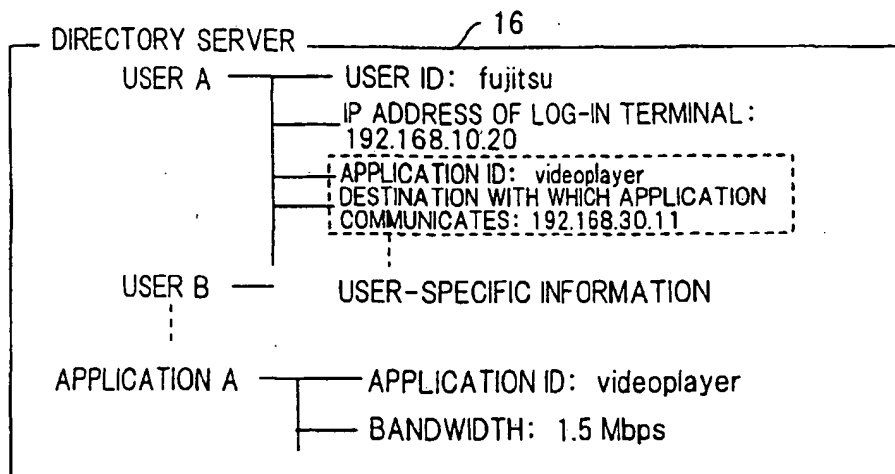 16
DIRECTORY SERVER
USER A
USER ID: fujitsu
IP ADDRESS OF LOG-IN TERMINAL:
192.168.10.20
APPLICATION ID: videoplayer
DESTINATION WITH WHICH APPLICATION
COMMUNICATES: 192.168.30.11
USER B
USER-SPECIFIC INFORMATION
APPLICATION A
APPLICATION ID: videoplayer
BANDWIDTH: 1.5 Mbps